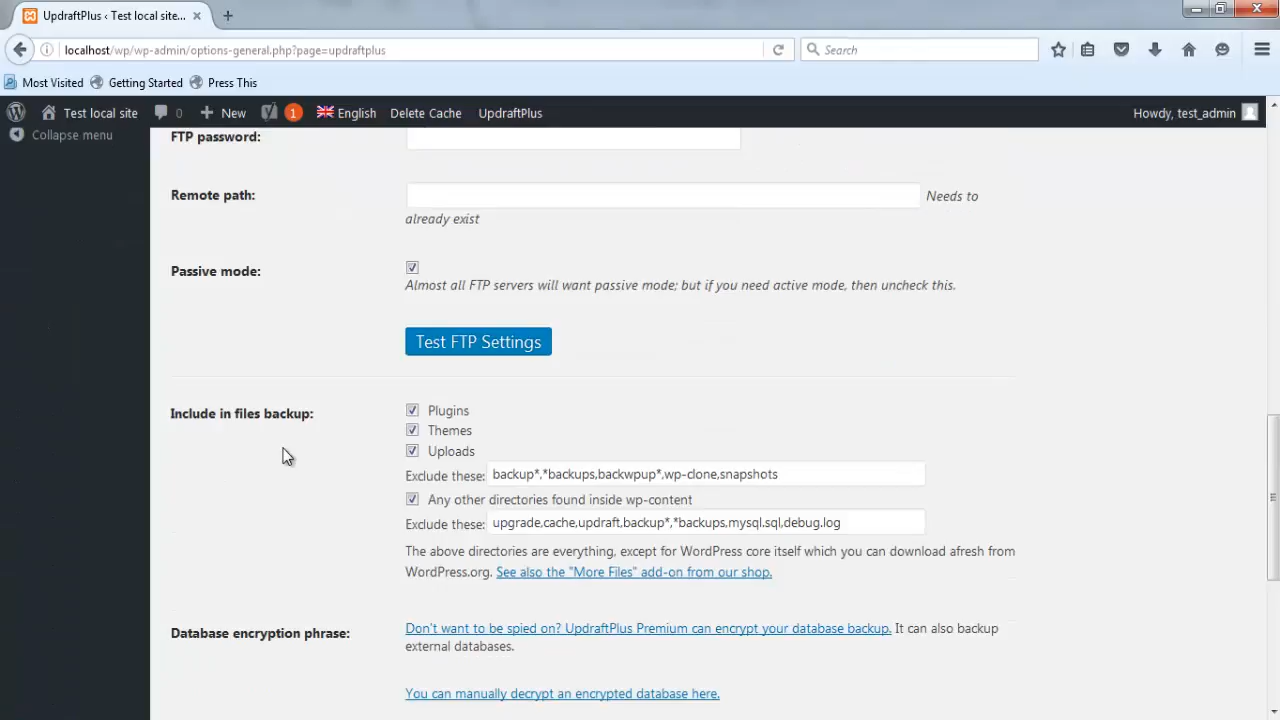 UpdraftPlus ‹ Test local site...
localhost/wp/wp-admin/options-general.php?page=updraftplus
Search
Most Visited Getting Started Press This
Test local site 0 New 1 English Delete Cache UpdraftPlus Howdy, test_admin
Collapse menu
FTP password:
Remote path: Needs to
already exist
Passive mode:
Almost all FTP servers will want passive mode; but if you need active mode, then uncheck this.
Test FTP Settings
Include in files backup: Plugins
Themes
Uploads
Exclude these: backup*,*backups,backwpup*,wp-clone,snapshots
Any other directories found inside wp-content
Exclude these: upgrade,cache,updraft,backup*,*backups,mysql.sql,debug.log
The above directories are everything, except for WordPress core itself which you can download afresh from
WordPress.org. See also the "More Files" add-on from our shop.
Database encryption phrase: Don't want to be spied on? UpdraftPlus Premium can encrypt your database backup. It can also backup
external databases.
You can manually decrypt an encrypted database here.